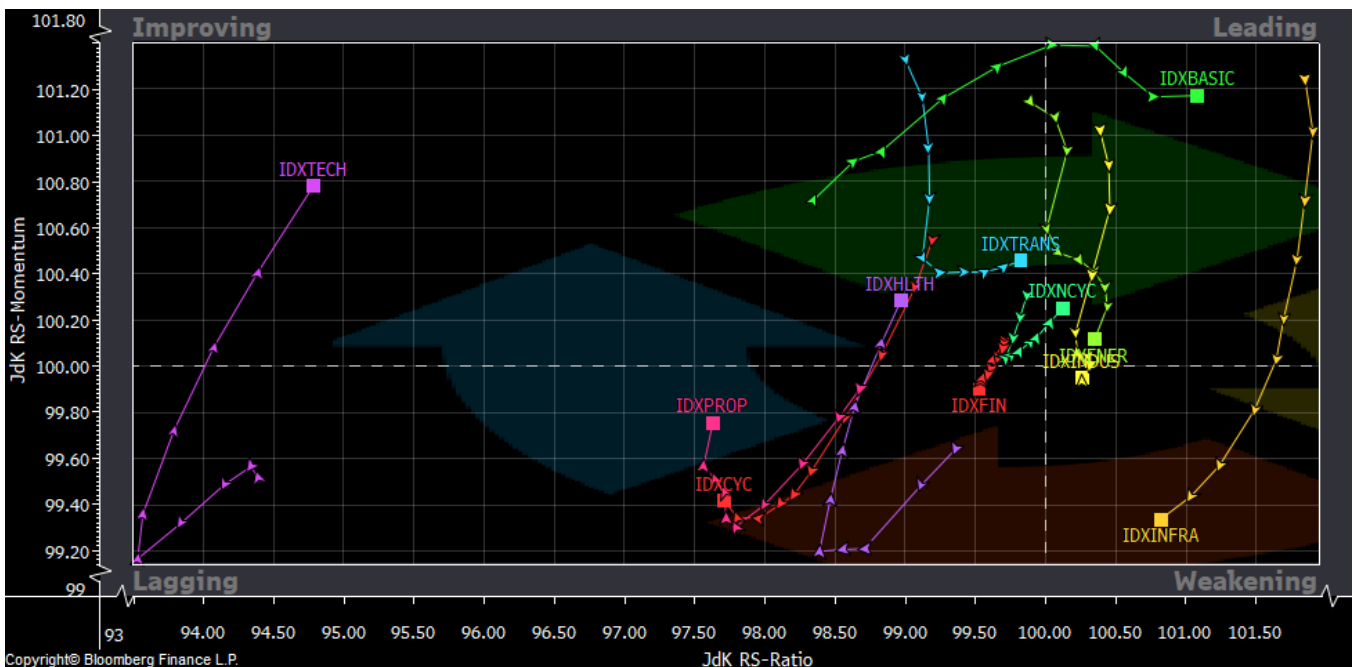 101.80
Improving
Leading
101.20
101.00
100.80
100.60
100.40
100.20
100.00
99.80
99.60
99.40
99.20
99
JdK RS-Momentum
IDXBASIC
IDXTECH
IDXTRANS
IDXHLTH
IDXNCYC
IDXENER
IDXINDUS
IDXFIN
IDXPROP
IDXCYC
IDXINFRA
Lagging
Weakening
93
94.00
94.50
95.00
95.50
96.00
96.50
97.00
97.50
98.00
98.50
99.00
99.50
100.00
100.50
101.00
101.50
Copyright© Bloomberg Finance L.P.
JdK RS-Ratio